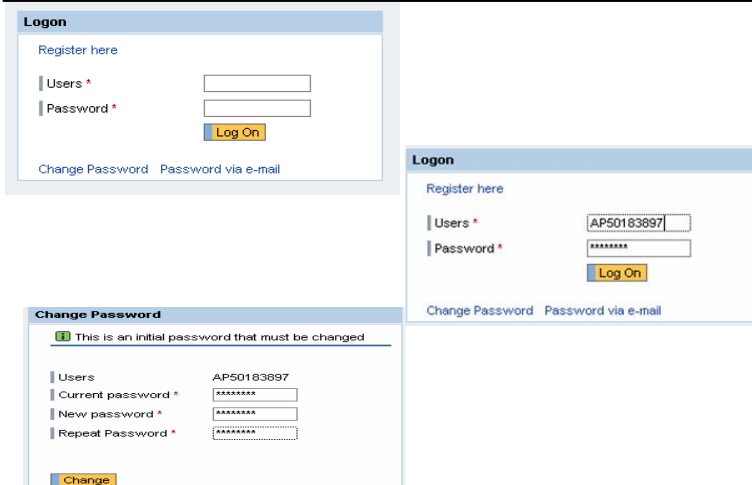 Logon
Register here
Users *
Password *
Log On
Change Password Password via e-mail
Logon
Register here
Users * AP50183897
Password * ********
Log On
Change Password Password via e-mail
Change Password
This is an initial password that must be changed
Users AP50183897
Current password * ********
New password * ********
Repeat Password * ********
Change